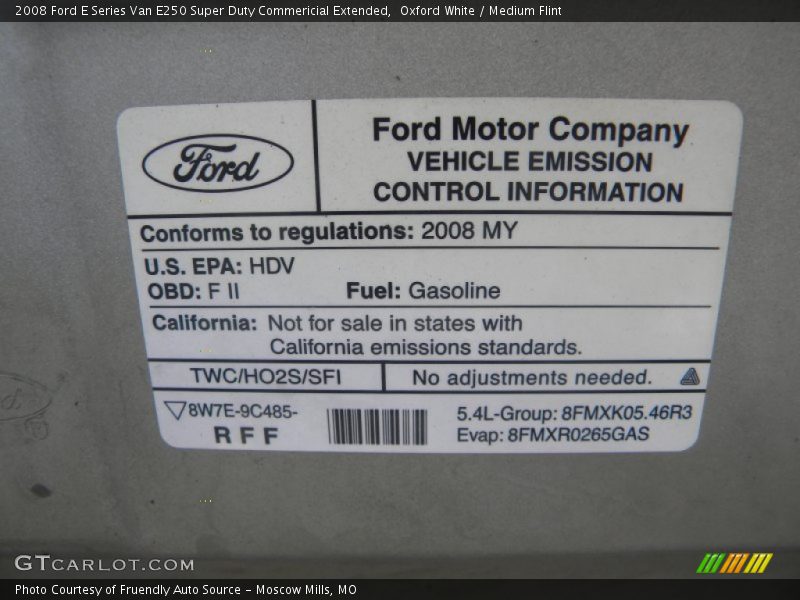 2008 Ford E Series Van E250 Super Duty Commericial Extended,  Oxford White / Medium Flint
Ford
Ford Motor Company
VEHICLE EMISSION
CONTROL INFORMATION
Conforms to regulations: 2008 MY
U.S. EPA: HDV
OBD: F II Fuel: Gasoline
California: Not for sale in states with
California emissions standards.
TWC/HO2S/SFI No adjustments needed.
8W7E-9C485-
R F F
5.4L-Group: 8FMXK05.46R3
Evap: 8FMXR0265GAS
GTCARLOT.COM
Photo Courtesy of Fruendly Auto Source - Moscow Mills, MO